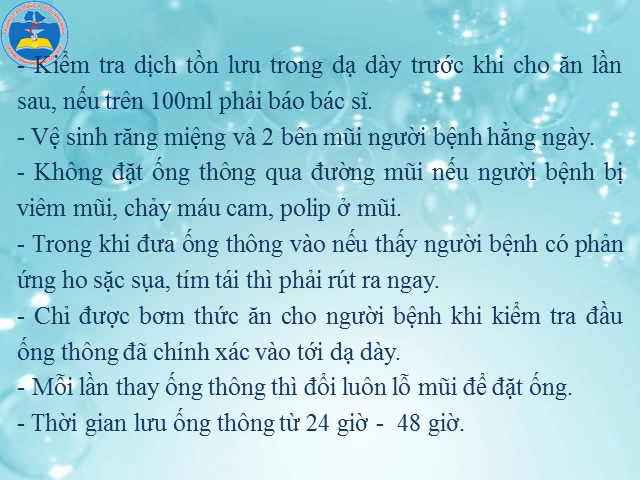 - Kiểm tra dịch tồn lưu trong dạ dày trước khi cho ăn lần
sau, nếu trên 100ml phải báo bác sĩ.
- Vệ sinh răng miệng và 2 bên mũi người bệnh hằng ngày.
- Không đặt ống thông qua đường mũi nếu người bệnh bị
viêm mũi, chảy máu cam, polip ở mũi.
- Trong khi đưa ống thông vào nếu thấy người bệnh có phản
ứng ho sặc sụa, tím tái thì phải rút ra ngay.
- Chỉ được bơm thức ăn cho người bệnh khi kiểm tra đầu
ống thông đã chính xác vào tới dạ dày.
- Mỗi lần thay ống thông thì đổi luôn lỗ mũi để đặt ống.
- Thời gian lưu ống thông từ 24 giờ -  48 giờ.